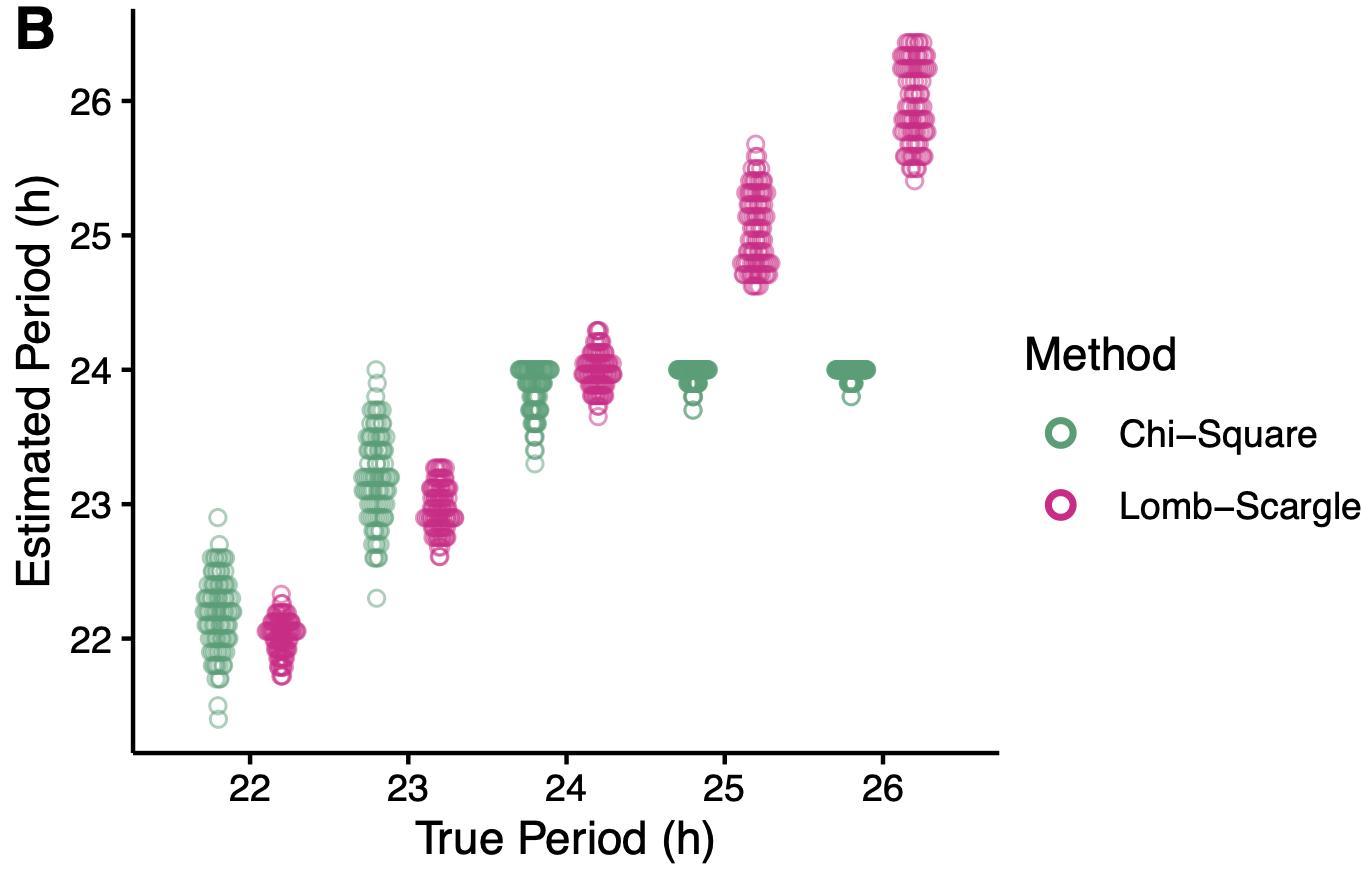 B
26
25
24
23
22
Estimated Period (h)
22 23 24 25 26
True Period (h)
Method
Chi−Square
Lomb−Scargle